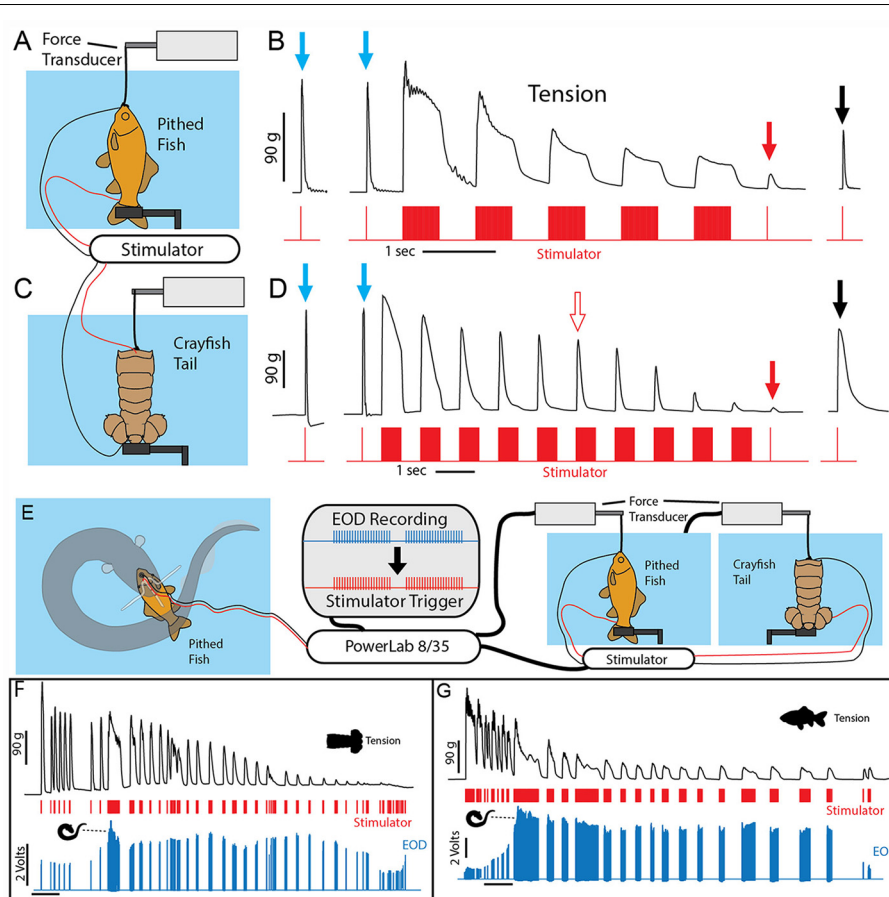 A
Force
Transducer
Pithed
Fish
Stimulator
B
Tension
90 g
1 sec
Stimulator
C
Crayfish
Tail
D
90 g
1 sec
Stimulator
E
Pithed
Fish
EOD Recording
Stimulator Trigger
PowerLab 8/35
Force
Transducer
Pithed
Fish
Crayfish
Tail
Stimulator
F
90 g
Tension
Stimulator
EOD
2 Volts
G
90 g
Tension
Stimulator
EO
2 Volts